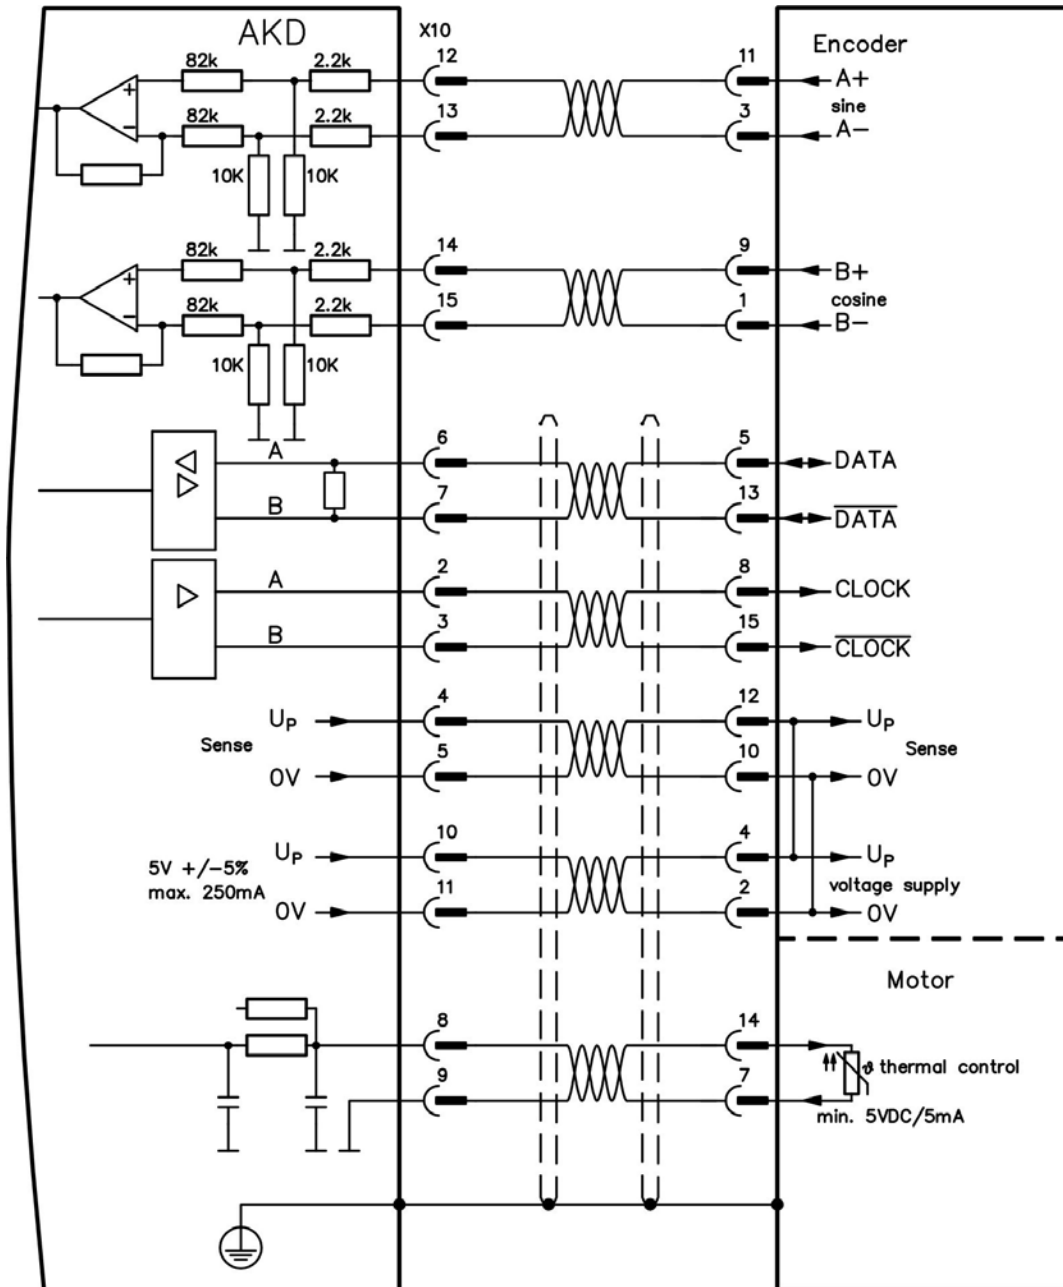 AKD
X10
Encoder
82k 2.2k 12 11 A+
sine
82k 2.2k 13 3 A-
10K 10K
82k 2.2k 14 9 B+
cosine
82k 2.2k 15 1 B-
10K 10K
A 6 5 DATA
B 7 13 DATA
A 2 8 CLOCK
B 3 15 CLOCK
UP 4 12 UP
Sense Sense
0V 5 10 0V
UP 10 4 UP
5V +/-5%
max. 250mA
voltage supply
0V 11 2 0V
Motor
8 14
ϑ thermal control
9 7
min. 5VDC/5mA
+
-
+
-